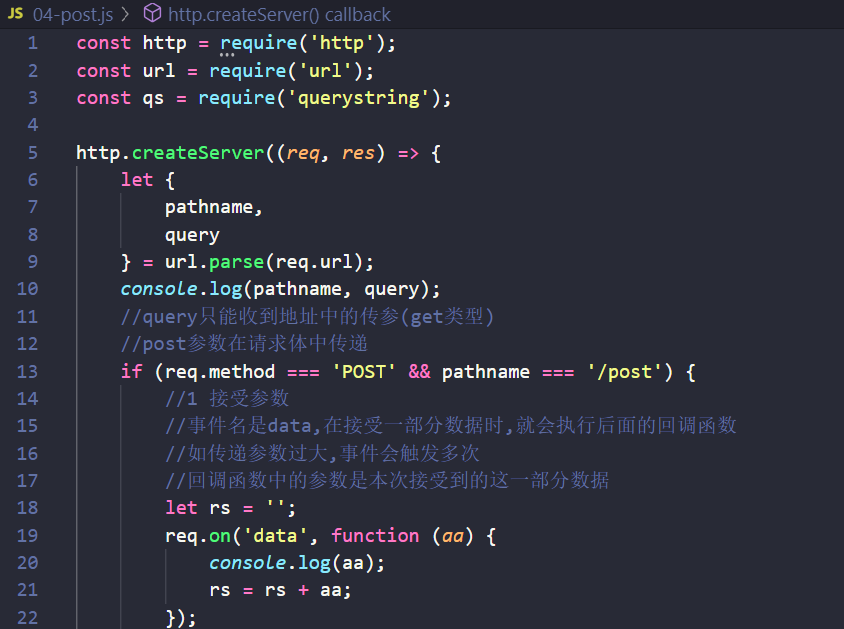 JS 04-post.js > http.createServer() callback
1 const http = require('http');
2 const url = require('url');
3 const qs = require('querystring');
4
5 http.createServer((req, res) => {
6     let {
7         pathname,
8         query
9     } = url.parse(req.url);
10     console.log(pathname, query);
11     //query只能收到地址中的传参(get类型)
12     //post参数在请求体中传递
13     if (req.method === 'POST' && pathname === '/post') {
14         //1 接受参数
15         //事件名是data,在接受一部分数据时,就会执行后面的回调函数
16         //如传递参数过大,事件会触发多次
17         //回调函数中的参数是本次接受到的这一部分数据
18         let rs = '';
19         req.on('data', function (aa) {
20             console.log(aa);
21             rs = rs + aa;
22         });